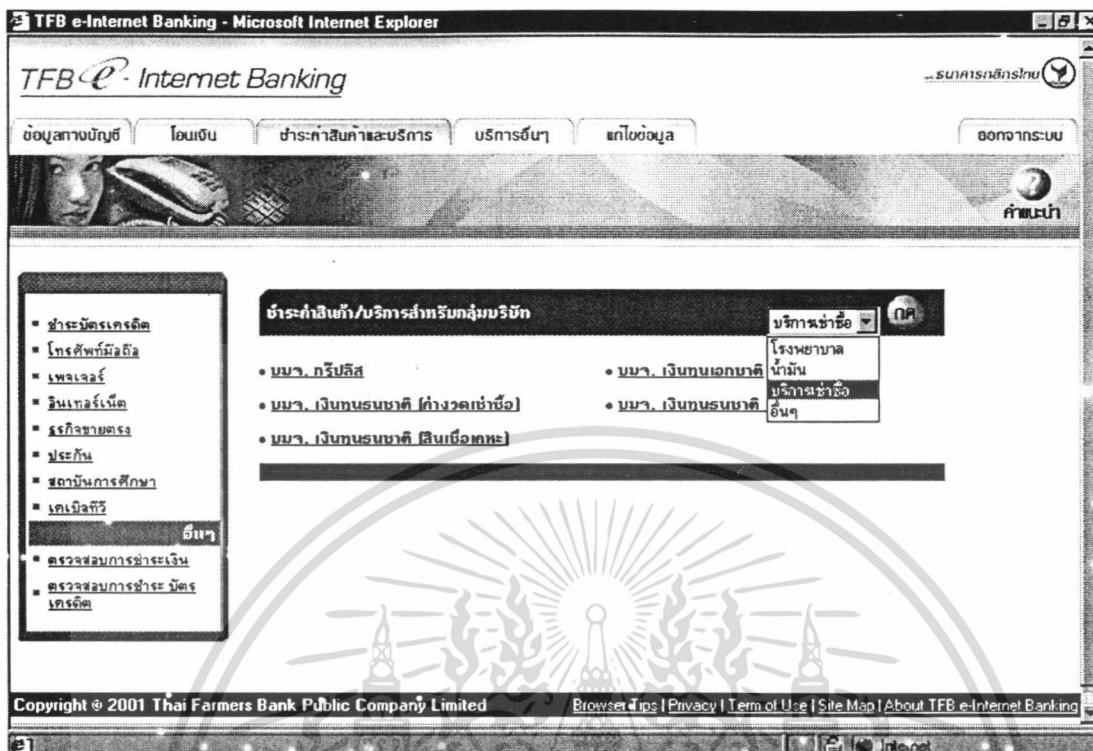 TFB e-Internet Banking - Microsoft Internet Explorer
TFB e - Internet Banking
ธนาคารกสิกรไทย
ข้อมูลทางบัญชี โอนเงิน ชำระค่าสินค้าและบริการ บริการอื่นๆ แก้ไขข้อมูล ออกจากระบบ
คำแนะนำ
ชำระบัตรเครดิต
โทรศัพท์มือถือ
เพจเจอร์
อินเทอร์เน็ต
ธุรกิจขายตรง
ประกัน
สถาบันการศึกษา
เคเบิลทีวี
อื่นๆ
ตรวจสอบการชำระเงิน
ตรวจสอบการชำระ บัตร
เครดิต
ชำระค่าสินค้า/บริการสำหรับกลุ่มบริษัท
บริการเช่าซื้อ กด
โรงพยาบาล
น้ำมัน
บริการเช่าซื้อ
อื่นๆ
บมจ. กรุ๊ปลีส บมจ. เงินทุนเอกชาติ
บมจ. เงินทุนธนชาติ [ค่างวดเช่าซื้อ] บมจ. เงินทุนธนชาติ
บมจ. เงินทุนธนชาติ [สินเชื่อเคหะ]
Copyright © 2001 Thai Farmers Bank Public Company Limited Browser Tips | Privacy | Term of Use | Site Map | About TFB e-Internet Banking
Internet